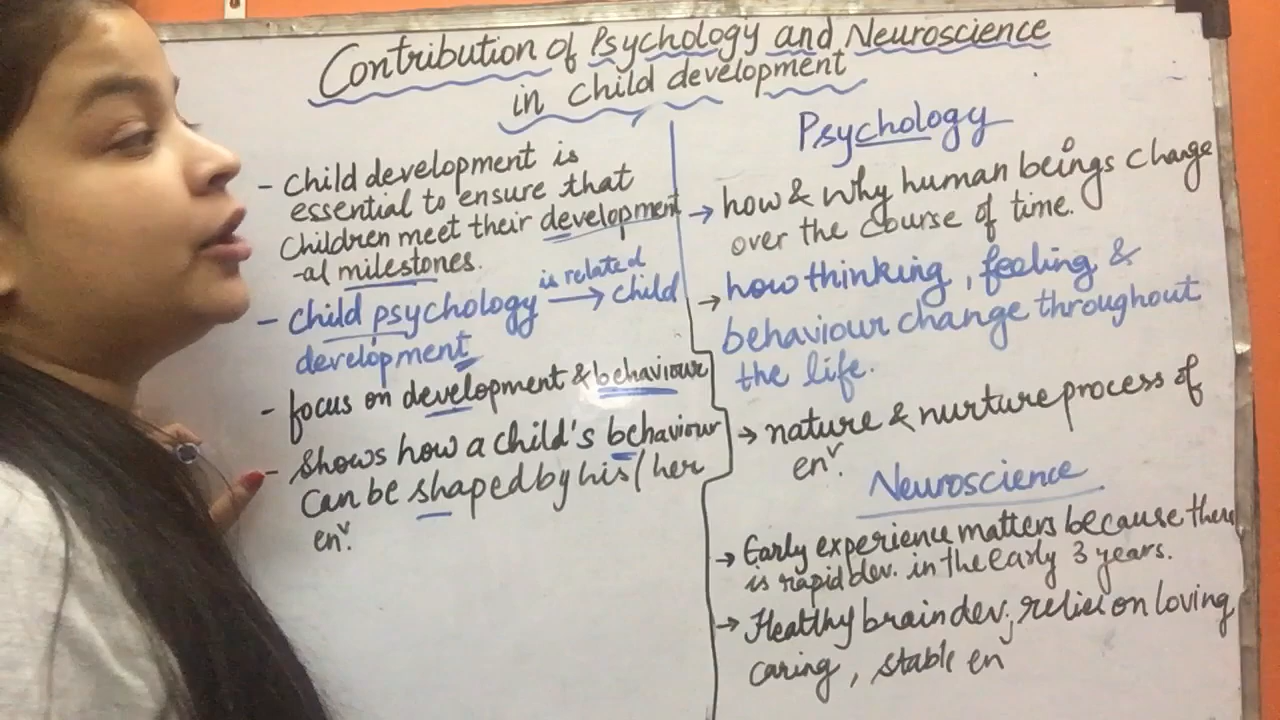 Contribution of Psychology and Neuroscience
in child development
- child development is
essential to ensure that
children meet their development
-al milestones.
- child psychology is related → child
development
- focus on development & behaviour
- shows how a child's behaviour
can be shaped by his/her
env.
Psychology
→ how & why human beings change
over the course of time.
→ how thinking, feeling &
behaviour change throughout
the life.
→ nature & nurture process of
env.
Neuroscience
→ Early experience matters because there
is rapid dev. in the early 3 years.
→ Healthy brain dev; relies on loving
caring, stable en